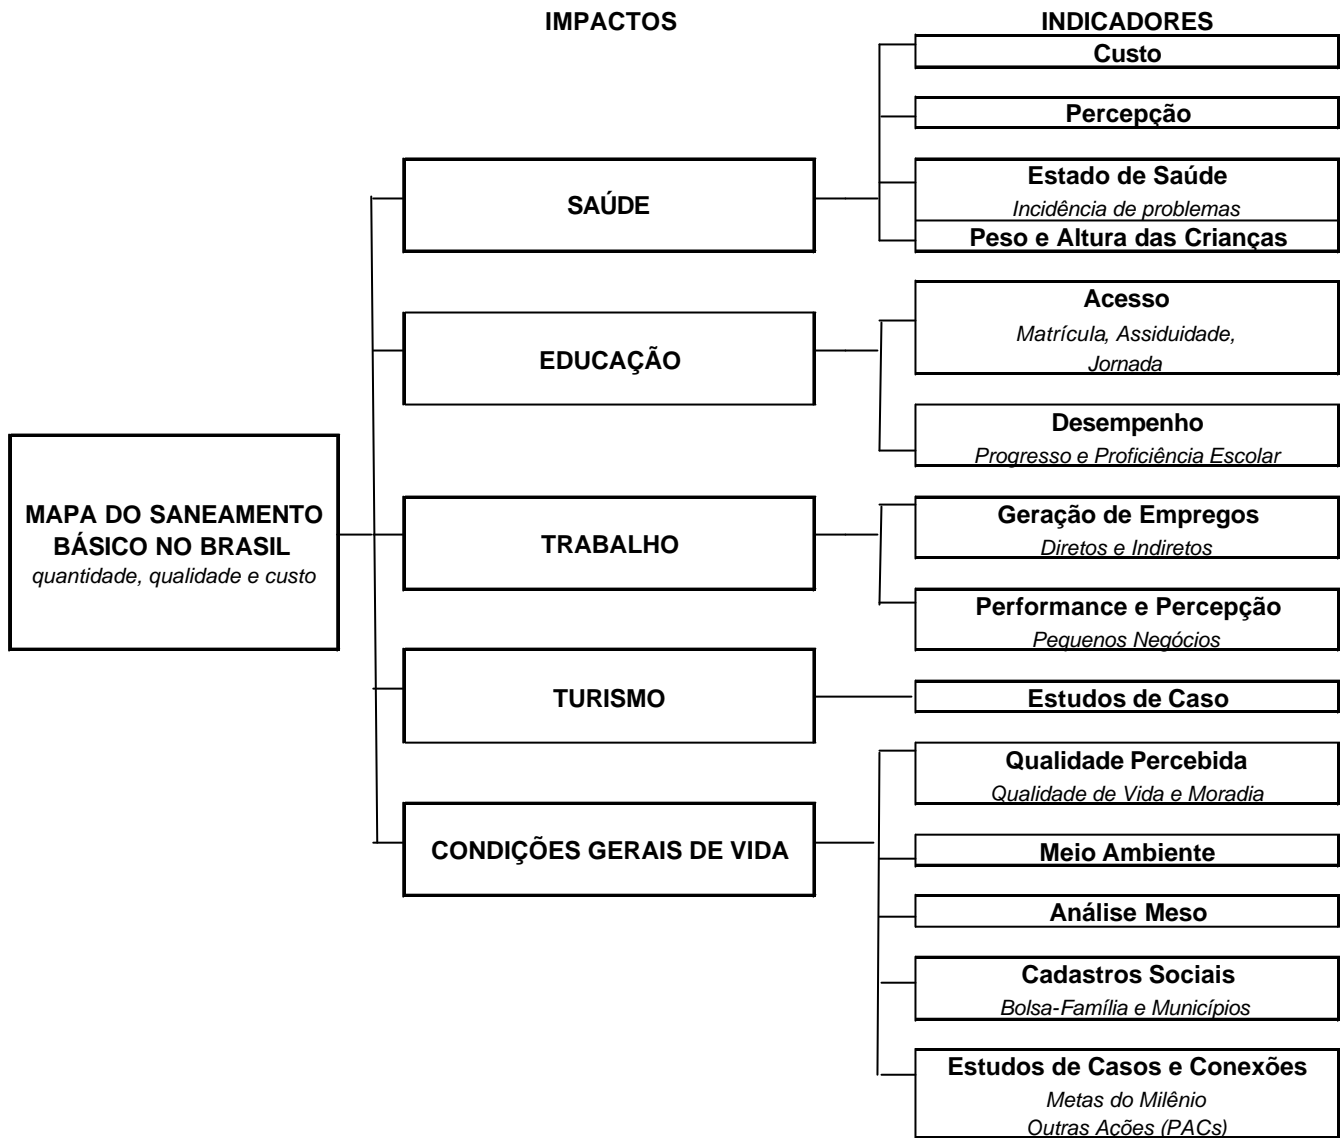 IMPACTOS
INDICADORES
Custo
Percepção
Estado de Saúde
Incidência de problemas
SAÚDE
Peso e Altura das Crianças
Acesso
Matrícula, Assiduidade,
Jornada
EDUCAÇÃO
Desempenho
Progresso e Proficiência Escolar
MAPA DO SANEAMENTO
BÁSICO NO BRASIL
quantidade, qualidade e custo
TRABALHO
Geração de Empregos
Diretos e Indiretos
Performance e Percepção
Pequenos Negócios
TURISMO
Estudos de Caso
Qualidade Percebida
Qualidade de Vida e Moradia
CONDIÇÕES GERAIS DE VIDA
Meio Ambiente
Análise Meso
Cadastros Sociais
Bolsa-Família e Municípios
Estudos de Casos e Conexões
Metas do Milênio
Outras Ações (PACs)